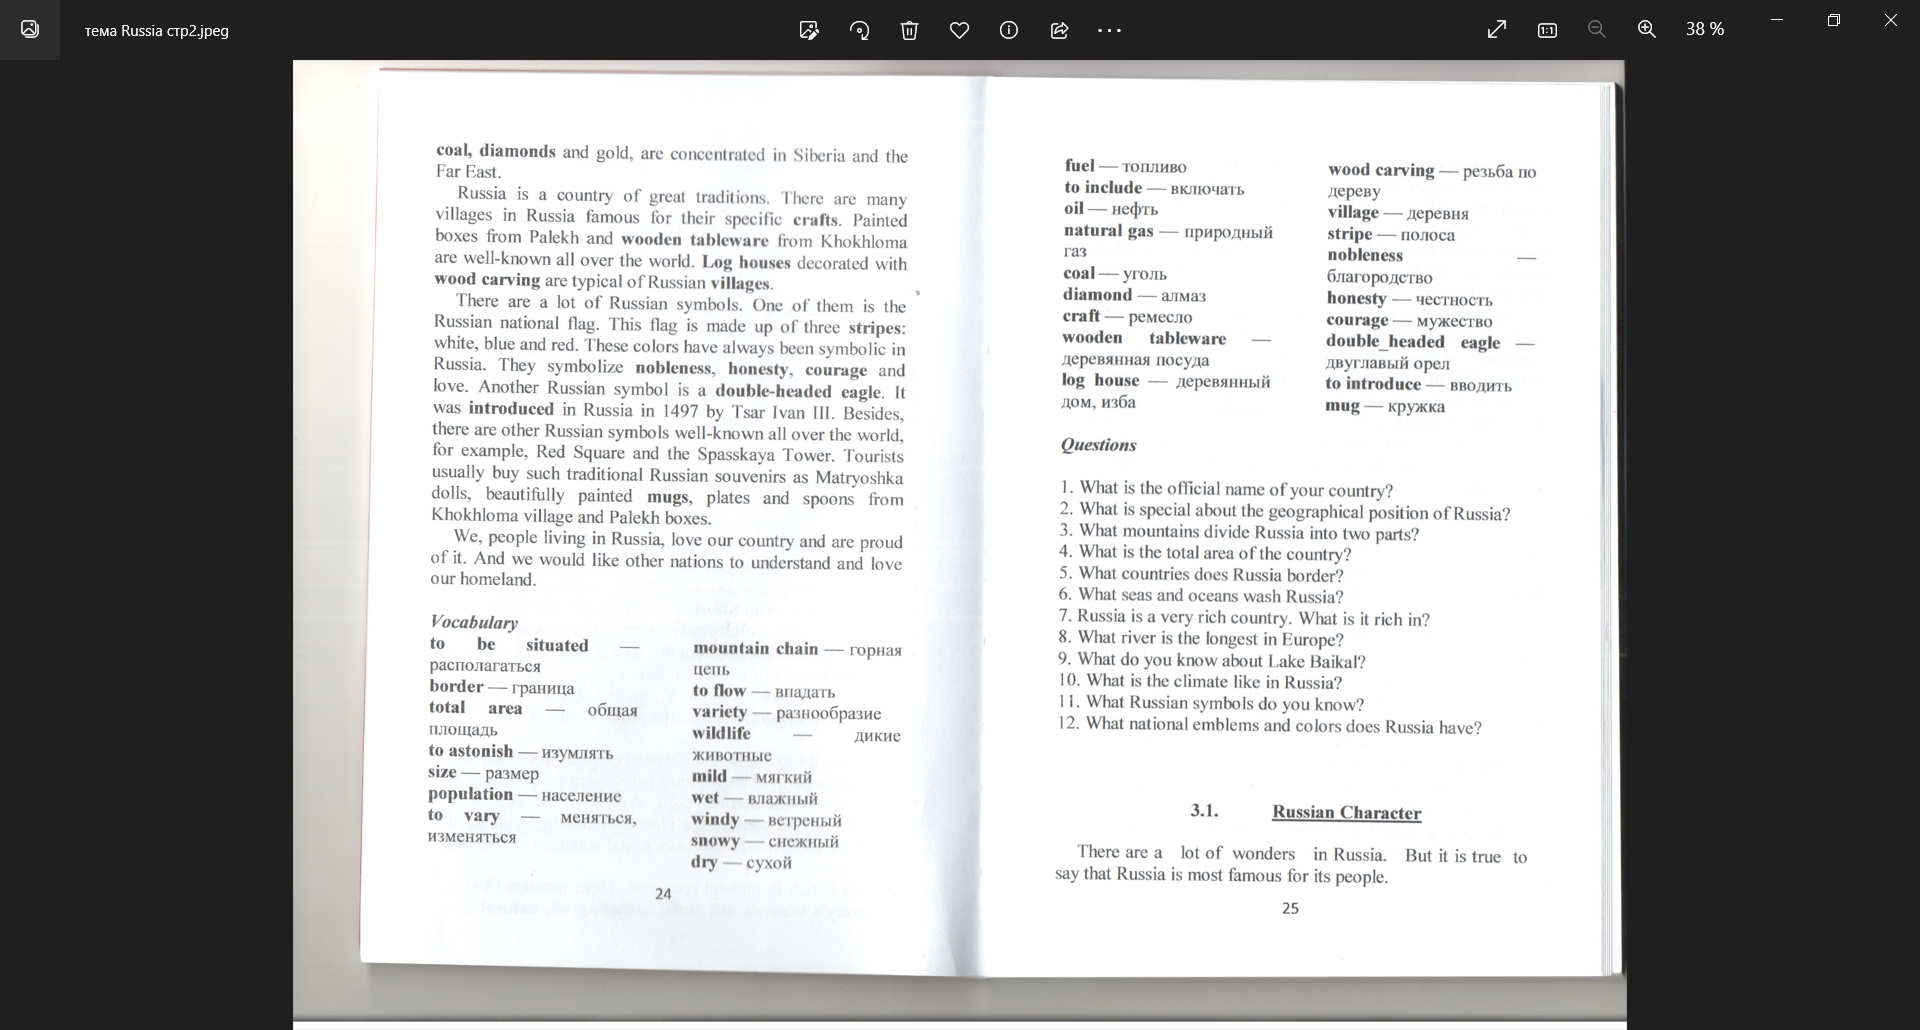 тема Russia стр2.jpeg
38 %
coal, diamonds and gold, are concentrated in Siberia and the
Far East.
Russia is a country of great traditions. There are many
villages in Russia famous for their specific crafts. Painted
boxes from Palekh and wooden tableware from Khokhloma
are well-known all over the world. Log houses decorated with
wood carving are typical of Russian villages.
There are a lot of Russian symbols. One of them is the
Russian national flag. This flag is made up of three stripes:
white, blue and red. These colors have always been symbolic in
Russia. They symbolize nobleness, honesty, courage and
love. Another Russian symbol is a double-headed eagle. It
was introduced in Russia in 1497 by Tsar Ivan III. Besides,
there are other Russian symbols well-known all over the world,
for example, Red Square and the Spasskaya Tower. Tourists
usually buy such traditional Russian souvenirs as Matryoshka
dolls, beautifully painted mugs, plates and spoons from
Khokhloma village and Palekh boxes.
We, people living in Russia, love our country and are proud
of it. And we would like other nations to understand and love
our homeland.
Vocabulary
to be situated —
располагаться
border — граница
total area — общая
площадь
to astonish — изумлять
size — размер
population — население
to vary — меняться,
изменяться
mountain chain — горная
цепь
to flow — впадать
variety — разнообразие
wildlife — дикие
животные
mild — мягкий
wet — влажный
windy — ветреный
snowy — снежный
dry — сухой
24
fuel — топливо
to include — включать
oil — нефть
natural gas — природный
газ
coal — уголь
diamond — алмаз
craft — ремесло
wooden tableware —
деревянная посуда
log house — деревянный
дом, изба
wood carving — резьба по
дереву
village — деревня
stripe — полоса
nobleness —
благородство
honesty — честность
courage — мужество
double_headed eagle —
двуглавый орел
to introduce — вводить
mug — кружка
Questions
1. What is the official name of your country?
2. What is special about the geographical position of Russia?
3. What mountains divide Russia into two parts?
4. What is the total area of the country?
5. What countries does Russia border?
6. What seas and oceans wash Russia?
7. Russia is a very rich country. What is it rich in?
8. What river is the longest in Europe?
9. What do you know about Lake Baikal?
10. What is the climate like in Russia?
11. What Russian symbols do you know?
12. What national emblems and colors does Russia have?
3.1. Russian Character
There are a lot of wonders in Russia. But it is true to
say that Russia is most famous for its people.
25